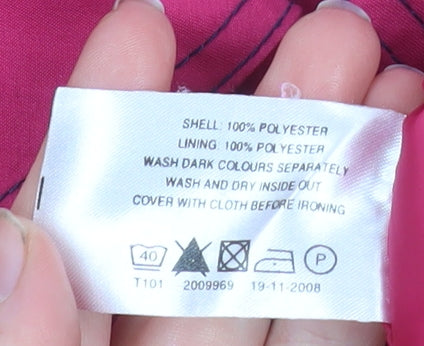 SHELL: 100% POLYESTER
LINING: 100% POLYESTER
WASH DARK COLOURS SEPARATELY
WASH AND DRY INSIDE OUT
COVER WITH CLOTH BEFORE IRONING
40 P
T101 2009969 19-11-2008